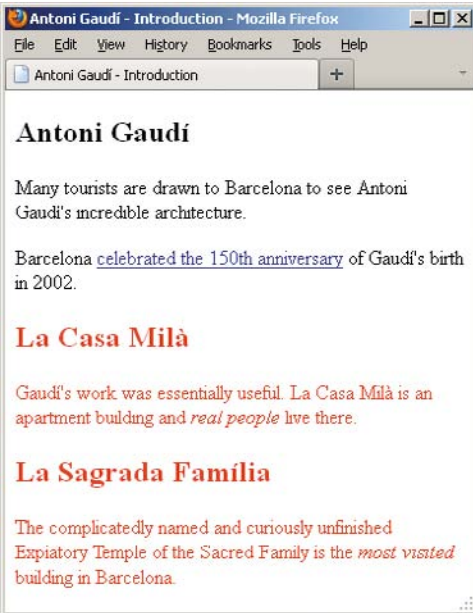 Antoni Gaudí - Introduction - Mozilla Firefox
File Edit View History Bookmarks Tools Help
Antoni Gaudí - Introduction +
Antoni Gaudí
Many tourists are drawn to Barcelona to see Antoni
Gaudí's incredible architecture.
Barcelona celebrated the 150th anniversary of Gaudí's birth
in 2002.
La Casa Milà
Gaudí's work was essentially useful. La Casa Milà is an
apartment building and real people live there.
La Sagrada Família
The complicatedly named and curiously unfinished
Expiatory Temple of the Sacred Family is the most visited
building in Barcelona.